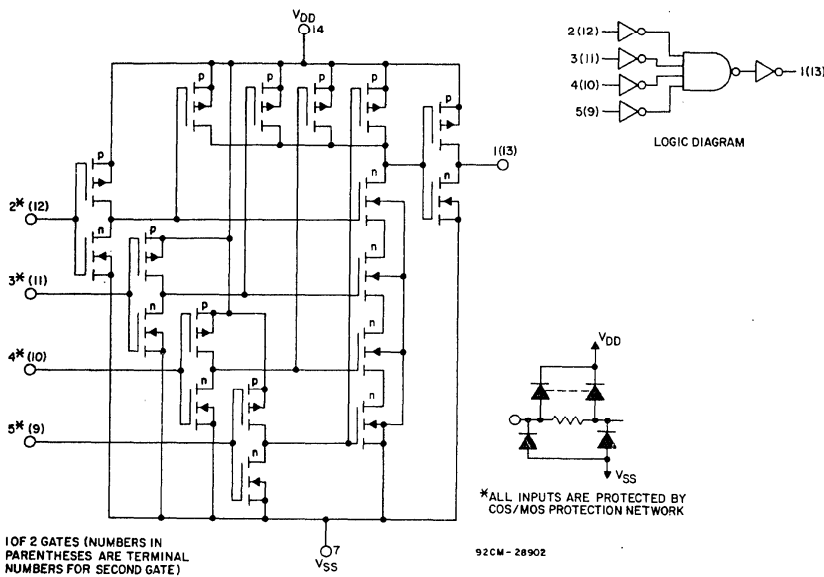 VDD
14
p
p
p
p
p
p
n
n
n
n
n
n
p
n
p
n
p
n
2* (12)
3* (11)
4* (10)
5* (9)
1(13)
7
VSS
2(12)
3(11)
4(10)
5(9)
1(13)
LOGIC DIAGRAM
VDD
VSS
*ALL INPUTS ARE PROTECTED BY
COS/MOS PROTECTION NETWORK
1 OF 2 GATES (NUMBERS IN
PARENTHESES ARE TERMINAL
NUMBERS FOR SECOND GATE)
92CM-28902